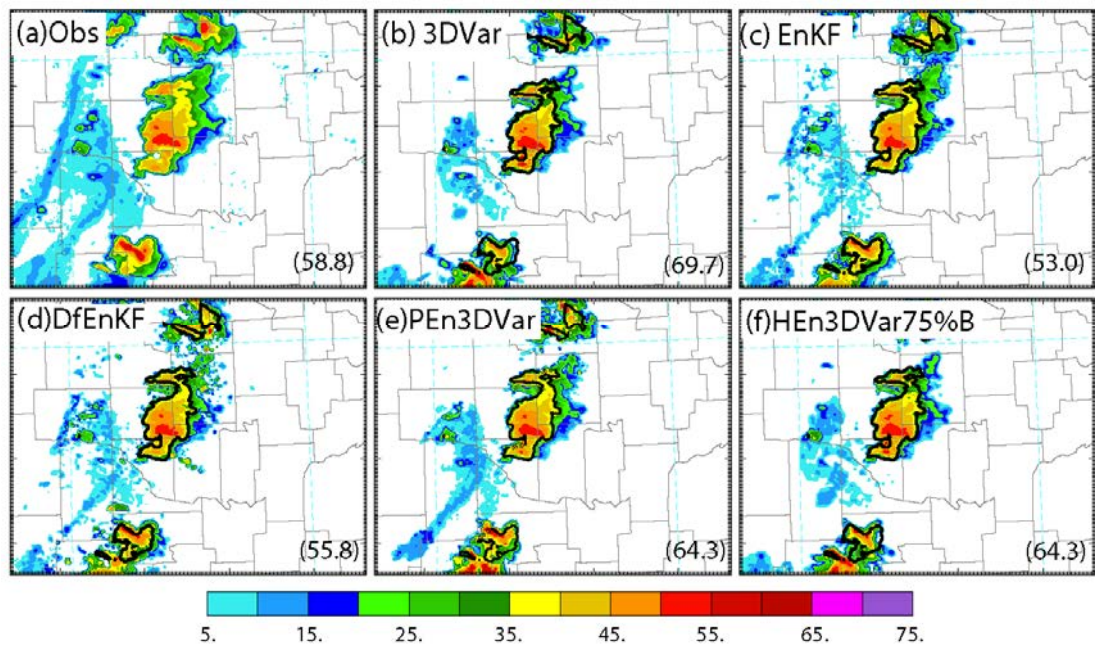 (a)Obs
(b) 3DVar
(c) EnKF
(58.8)
(69.7)
(53.0)
(d)DfEnKF
(e)PEn3DVar
(f)HEn3DVar75%B
(55.8)
(64.3)
(64.3)
5. 15. 25. 35. 45. 55. 65. 75.